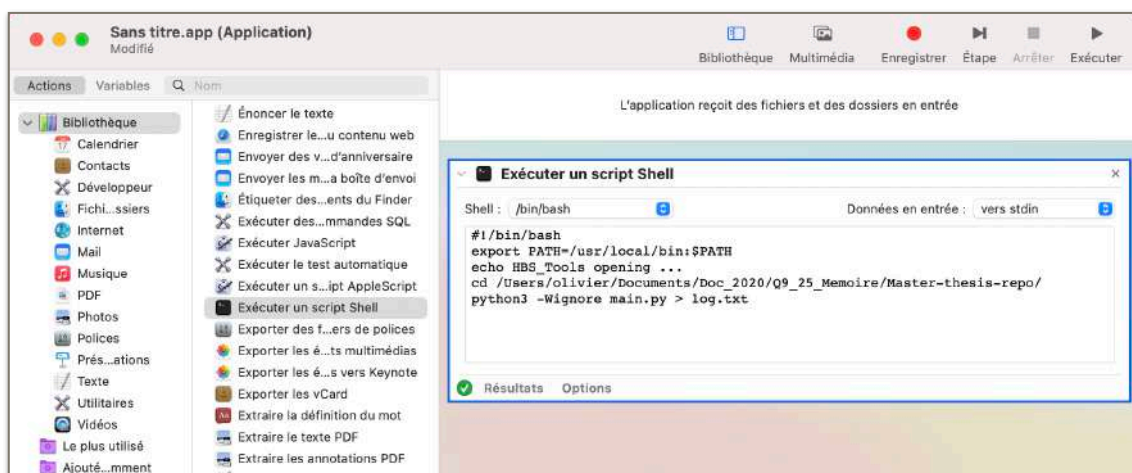 Sans titre.app (Application)
Modifié
Bibliothèque
Multimédia
Enregistrer
Étape
Arrêter
Exécuter
Actions
Variables
Nom
Bibliothèque
Calendrier
Contacts
Développeur
Fichi...ssiers
Internet
Mail
Musique
PDF
Photos
Polices
Prés...ations
Texte
Utilitaires
Vidéos
Le plus utilisé
Ajouté...mment
Énoncer le texte
Enregistrer le...u contenu web
Envoyer des v...d'anniversaire
Envoyer les m...a boîte d'envoi
Étiqueter des...ents du Finder
Exécuter des...mmandes SQL
Exécuter JavaScript
Exécuter le test automatique
Exécuter un s...ipt AppleScript
Exécuter un script Shell
Exporter des f...ers de polices
Exporter les é...ts multimédias
Exporter les é...s vers Keynote
Exporter les vCard
Extraire la définition du mot
Extraire le texte PDF
Extraire les annotations PDF
L'application reçoit des fichiers et des dossiers en entrée
Exécuter un script Shell
Shell : /bin/bash
Données en entrée : vers stdin
#!/bin/bash
export PATH=/usr/local/bin:$PATH
echo HBS_Tools opening ...
cd /Users/olivier/Documents/Doc_2020/Q9_25_Memoire/Master-thesis-repo/
python3 -Wignore main.py > log.txt
Résultats
Options